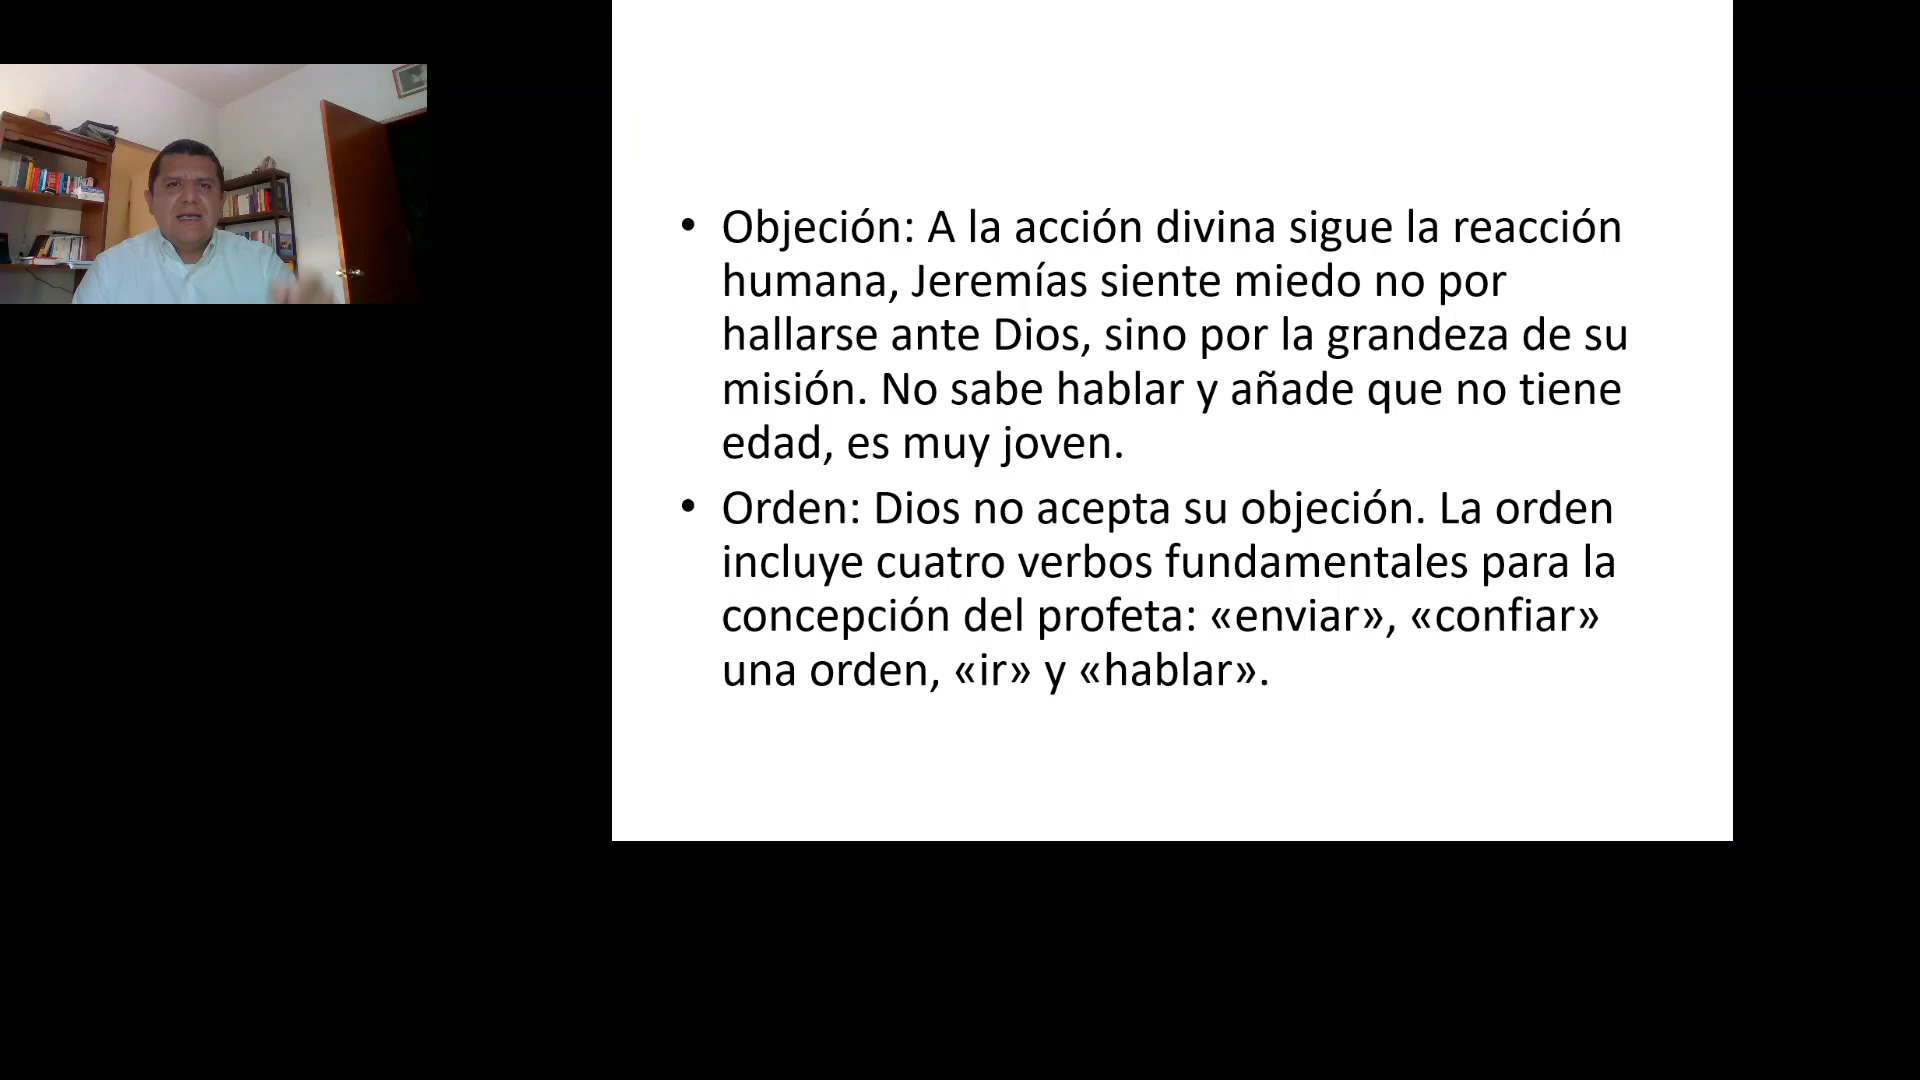 • Objeción: A la acción divina sigue la reacción
humana, Jeremías siente miedo no por
hallarse ante Dios, sino por la grandeza de su
misión. No sabe hablar y añade que no tiene
edad, es muy joven.
• Orden: Dios no acepta su objeción. La orden
incluye cuatro verbos fundamentales para la
concepción del profeta: «enviar», «confiar»
una orden, «ir» y «hablar».